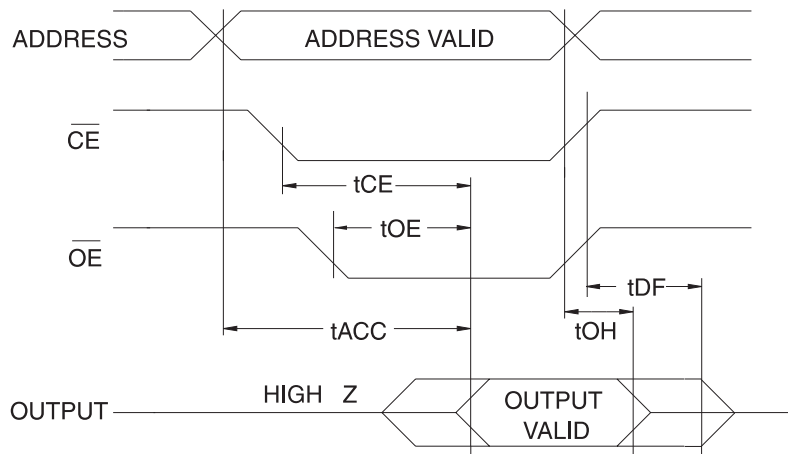 ADDRESS
ADDRESS VALID
CE
tCE
tOE
OE
tDF
tACC
tOH
HIGH Z
OUTPUT
OUTPUT
VALID